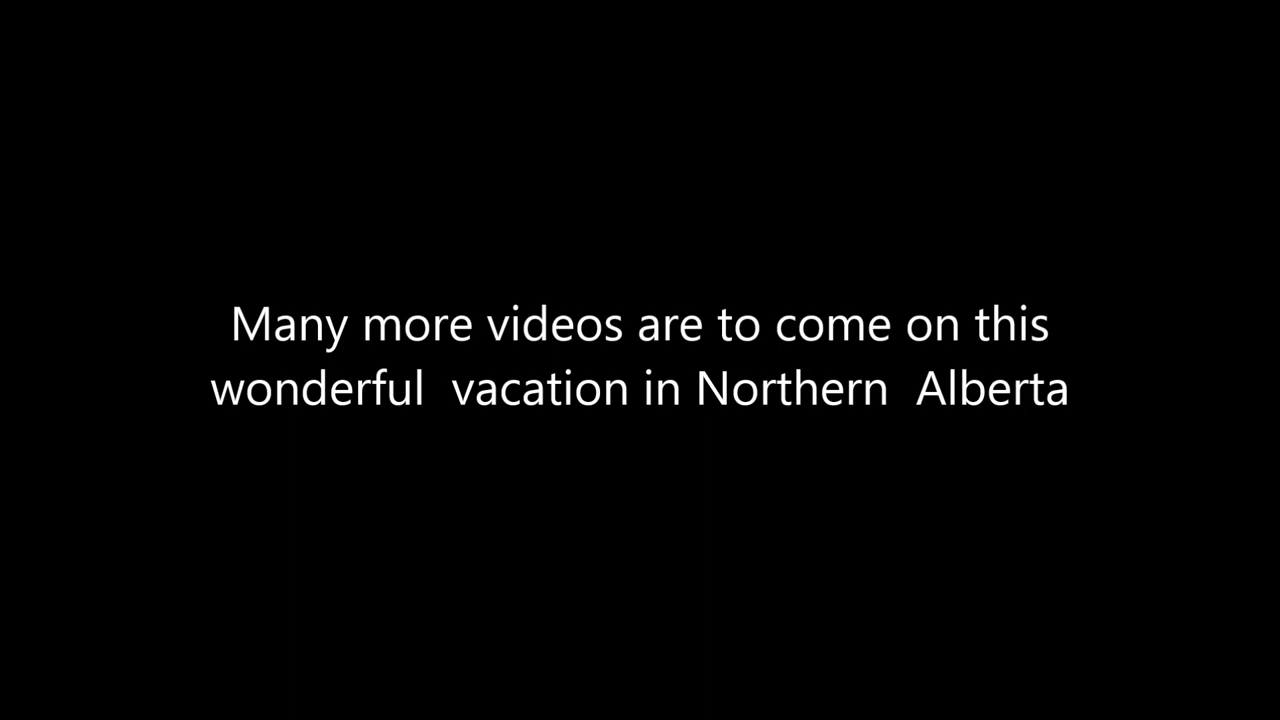 Many more videos are to come on this
wonderful  vacation in Northern  Alberta